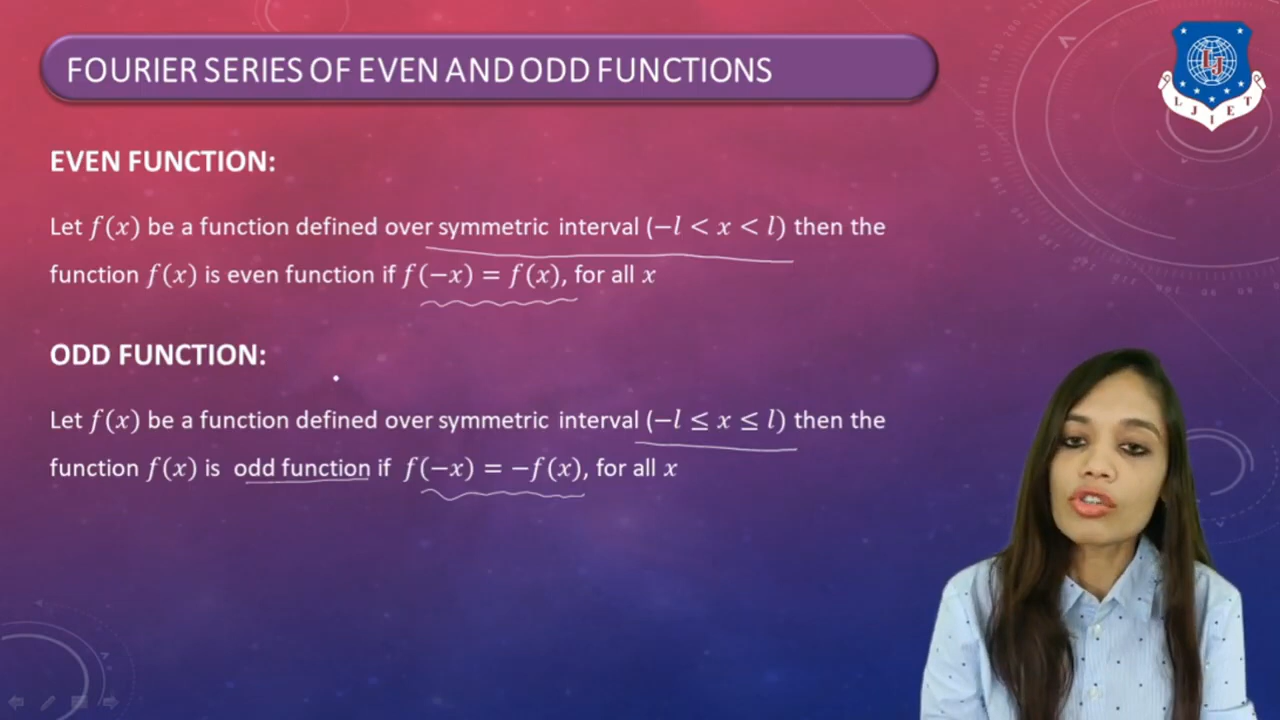 FOURIER SERIES OF EVEN AND ODD FUNCTIONS
EVEN FUNCTION:
Let f(x) be a function defined over symmetric interval (−l < x < l) then the
function f(x) is even function if f(−x) = f(x), for all x
ODD FUNCTION:
Let f(x) be a function defined over symmetric interval (−l ≤ x ≤ l) then the
function f(x) is odd function if f(−x) = −f(x), for all x
LJ
L J I E T